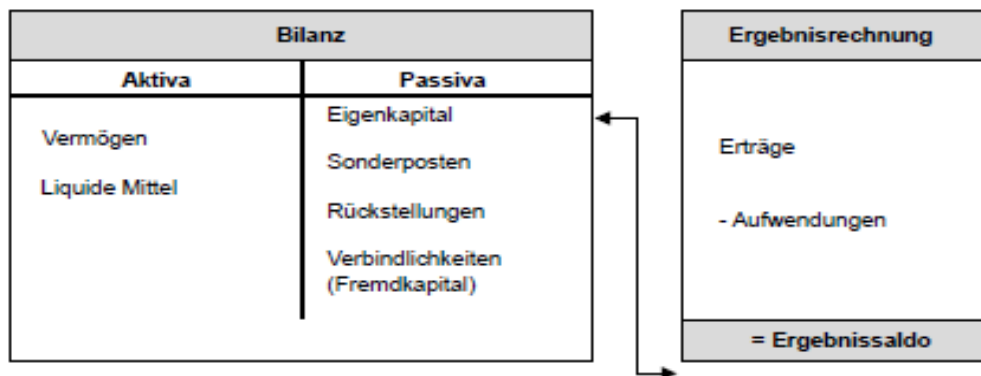 Bilanz
Aktiva
Passiva
Vermögen
Liquide Mittel
Eigenkapital
Sonderposten
Rückstellungen
Verbindlichkeiten
(Fremdkapital)
Ergebnisrechnung
Erträge
- Aufwendungen
= Ergebnissaldo